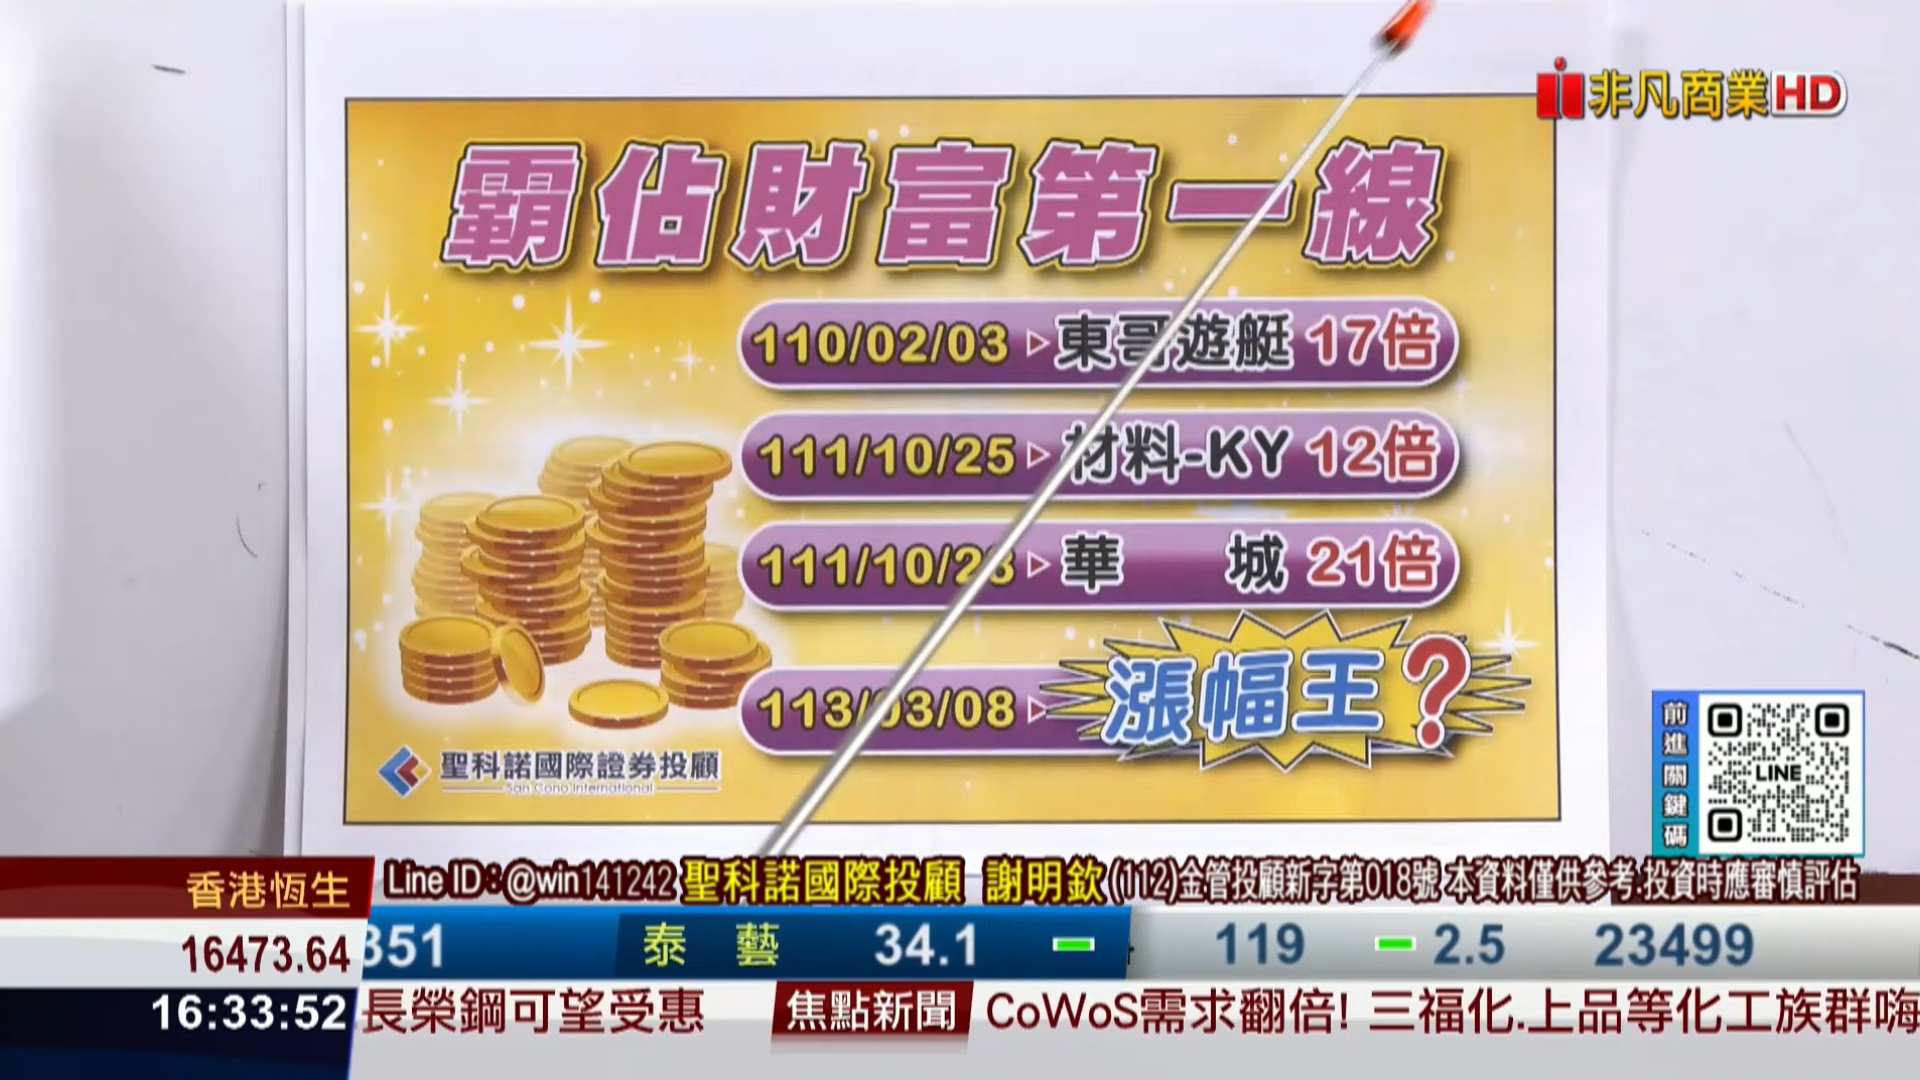 非凡商業HD
霸佔財富第一線
110/02/03 東哥遊艇 17倍
111/10/25 材料-KY 12倍
111/10/28 華 城 21倍
113/03/08 漲幅王?
聖科諾國際證券投顧
San Cono International
前進關鍵碼
LINE
Line ID:@win141242 聖科諾國際投顧 謝明欽 (112)金管投顧新字第018號 本資料僅供參考.投資時應審慎評估
香港恆生
16473.64
351 泰藝 34.1 119 2.5 23499
16:33:52
長榮鋼可望受惠 焦點新聞 CoWoS需求翻倍! 三福化.上品等化工族群嗨